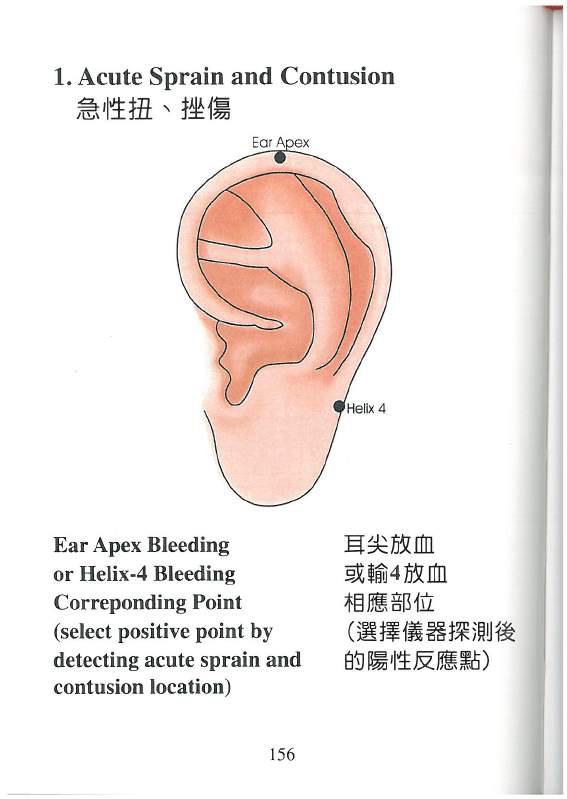 1. Acute Sprain and Contusion
急性扭、挫傷
Ear Apex
Helix 4
Ear Apex Bleeding
or Helix-4 Bleeding
Correponding Point
(select positive point by
detecting acute sprain and
contusion location)
耳尖放血
或輸4放血
相應部位
(選擇儀器探測後
的陽性反應點)
156